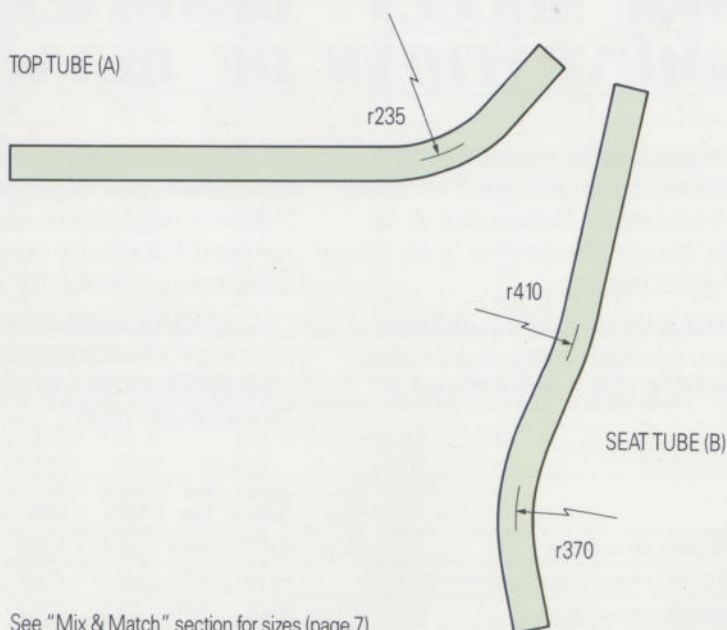 TOP TUBE (A)
r235
r410
SEAT TUBE (B)
r370
See "Mix & Match" section for sizes (page 7)